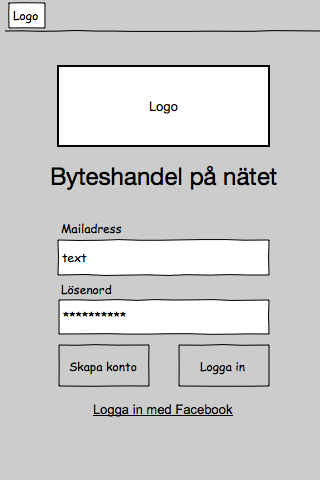 Logo
Logo
Byteshandel på nätet
Mailadress
text
Lösenord
**********
Skapa konto
Logga in
Logga in med Facebook